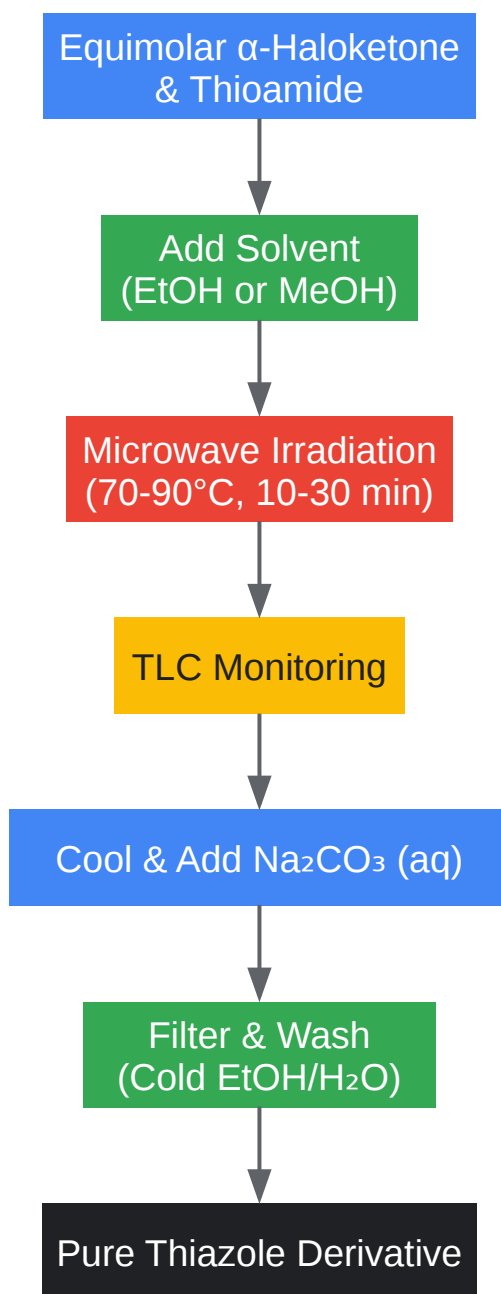 Equimolar α-Haloketone
& Thioamide
Add Solvent
(EtOH or MeOH)
Microwave Irradiation
(70-90°C, 10-30 min)
TLC Monitoring
Cool & Add Na₂CO₃ (aq)
Filter & Wash
(Cold EtOH/H₂O)
Pure Thiazole Derivative